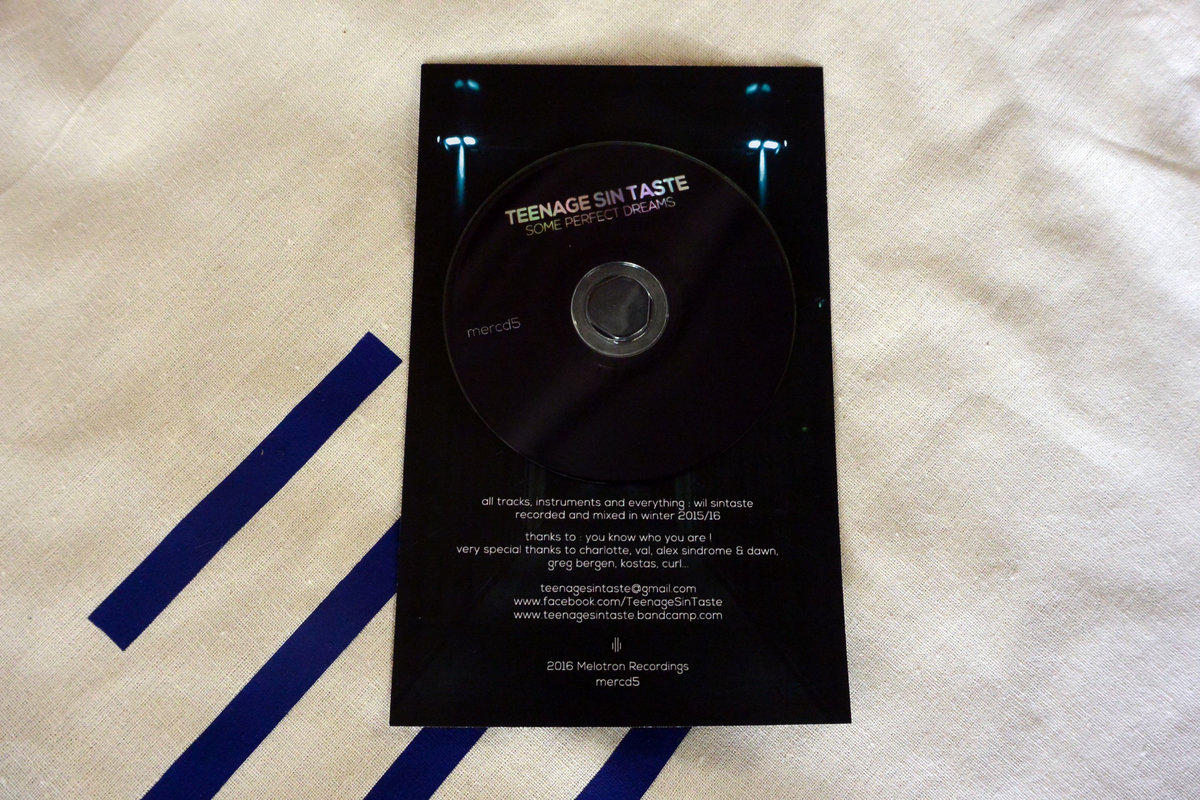 TEENAGE SIN TASTE
SOME PERFECT DREAMS
mercd5
all tracks, instruments and everything : wil sintaste
recorded and mixed in winter 2015/16
thanks to : you know who you are !
very special thanks to charlotte, val, alex sindrome & dawn,
greg bergen, kostas, curl...
teenagesintaste@gmail.com
www.facebook.com/TeenageSinTaste
www.teenagesintaste.bandcamp.com
2016 Melotron Recordings
mercd5